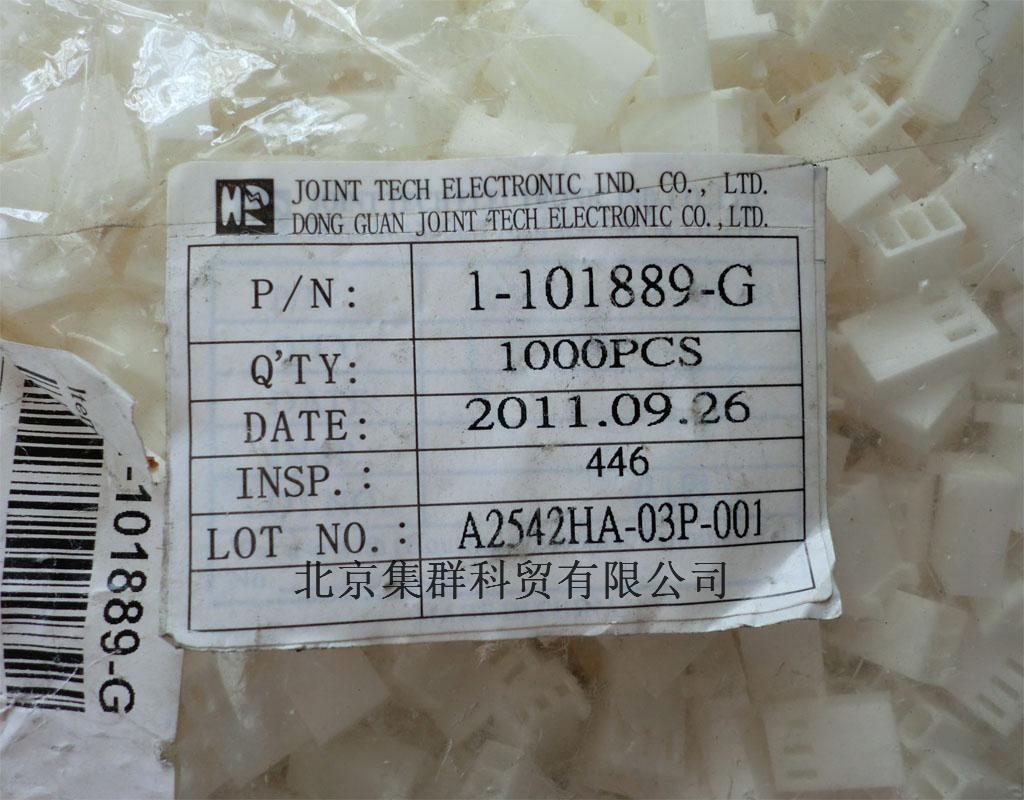 JOINT TECH ELECTRONIC IND. CO., LTD.
DONG GUAN JOINT TECH ELECTRONIC CO.,LTD.
P/N: 1-101889-G
Q'TY: 1000PCS
DATE: 2011.09.26
INSP.: 446
LOT NO.: A2542HA-03P-001
北京集群科贸有限公司
Item
-101889-G